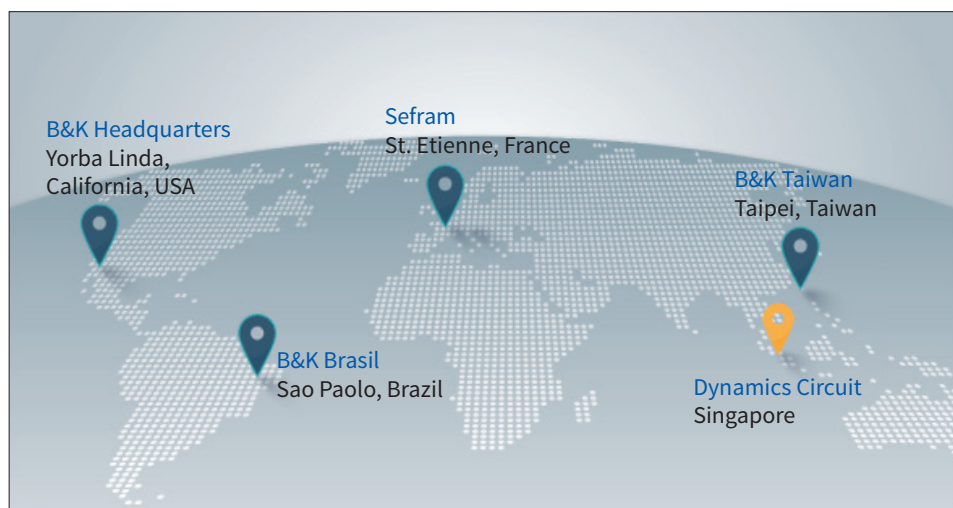 B&K Headquarters
Yorba Linda,
California, USA
Sefram
St. Etienne, France
B&K Taiwan
Taipei, Taiwan
B&K Brasil
Sao Paolo, Brazil
Dynamics Circuit
Singapore